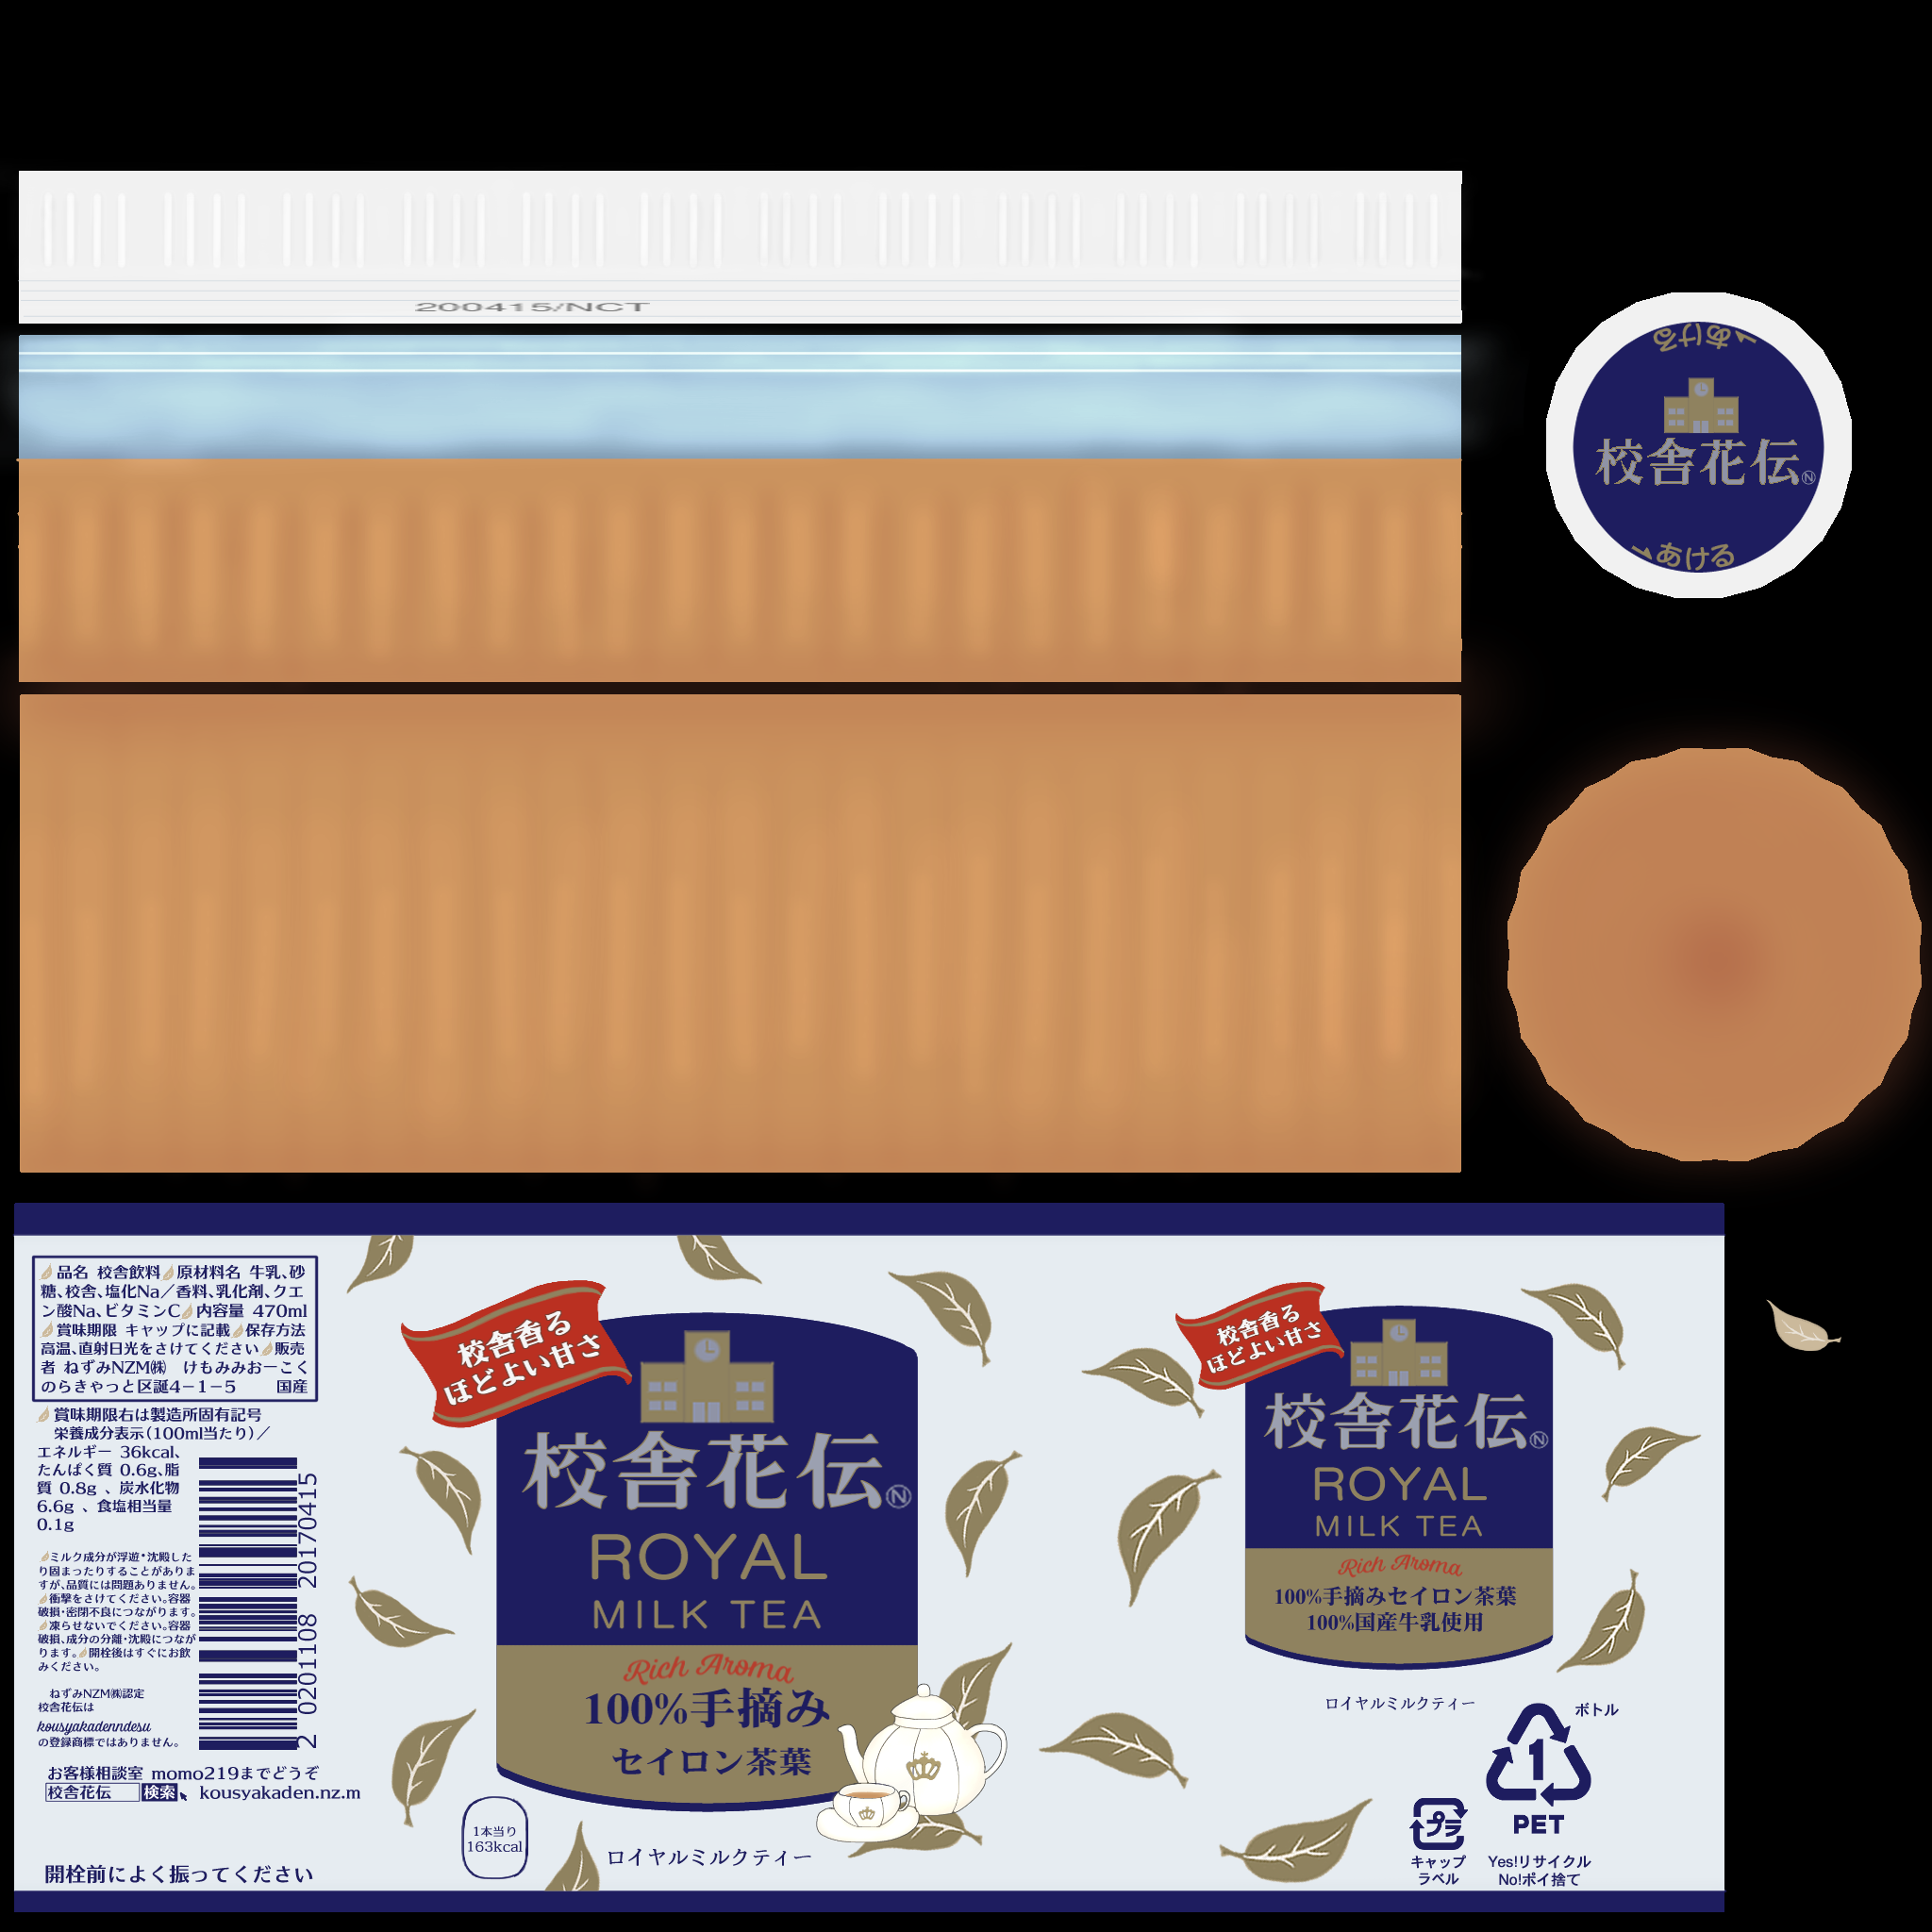 200415/NCT
あける
校舎花伝Ⓝ
あける
品名 校舎飲料 原材料名 牛乳、砂
糖、校舎、塩化Na／香料、乳化剤、クエ
ン酸Na、ビタミンC 内容量 470ml
賞味期限 キャップに記載 保存方法
高温、直射日光をさけてください 販売
者 ねずみNZM㈱ けもみみおーこく
のらきゃっと区誕4－1－5 国産
賞味期限右は製造所固有記号
栄養成分表示(100ml当たり)／
エネルギー 36kcal、
たんぱく質 0.6g、脂
質 0.8g 、炭水化物
6.6g 、食塩相当量
0.1g
ミルク成分が浮遊・沈殿した
り固まったりすることがありま
すが、品質には問題ありません。
衝撃をさけてください。容器
破損・密閉不良につながります。
凍らせないでください。容器
破損、成分の分離・沈殿につなが
ります。開栓後はすぐにお飲
みください。
ねずみNZM㈱認定
校舎花伝は
kousyakadenndesu
の登録商標ではありません。
2 0201108 20170415
お客様相談室 momo219までどうぞ
校舎花伝 検索 kousyakaden.nz.m
開栓前によく振ってください
校舎香る
ほどよい甘さ
校舎花伝Ⓝ
ROYAL
MILK TEA
Rich Aroma
100%手摘み
セイロン茶葉
1本当り
163kcal
ロイヤルミルクティー
校舎香る
ほどよい甘さ
校舎花伝Ⓝ
ROYAL
MILK TEA
Rich Aroma
100%手摘みセイロン茶葉
100%国産牛乳使用
ロイヤルミルクティー
ボトル
1
PET
プラ
キャップ
ラベル
Yes!リサイクル
No!ポイ捨て